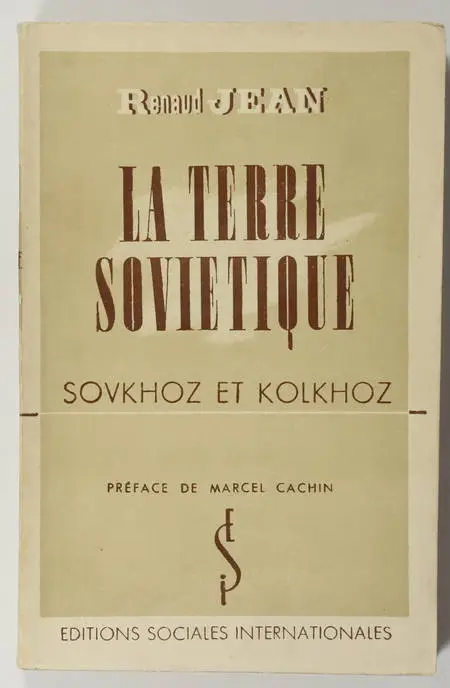 Renaud JEAN
LA TERRE
SOVIETIQUE
SOVKHOZ ET KOLKHOZ
PRÉFACE DE MARCEL CACHIN
ESi
EDITIONS SOCIALES INTERNATIONALES